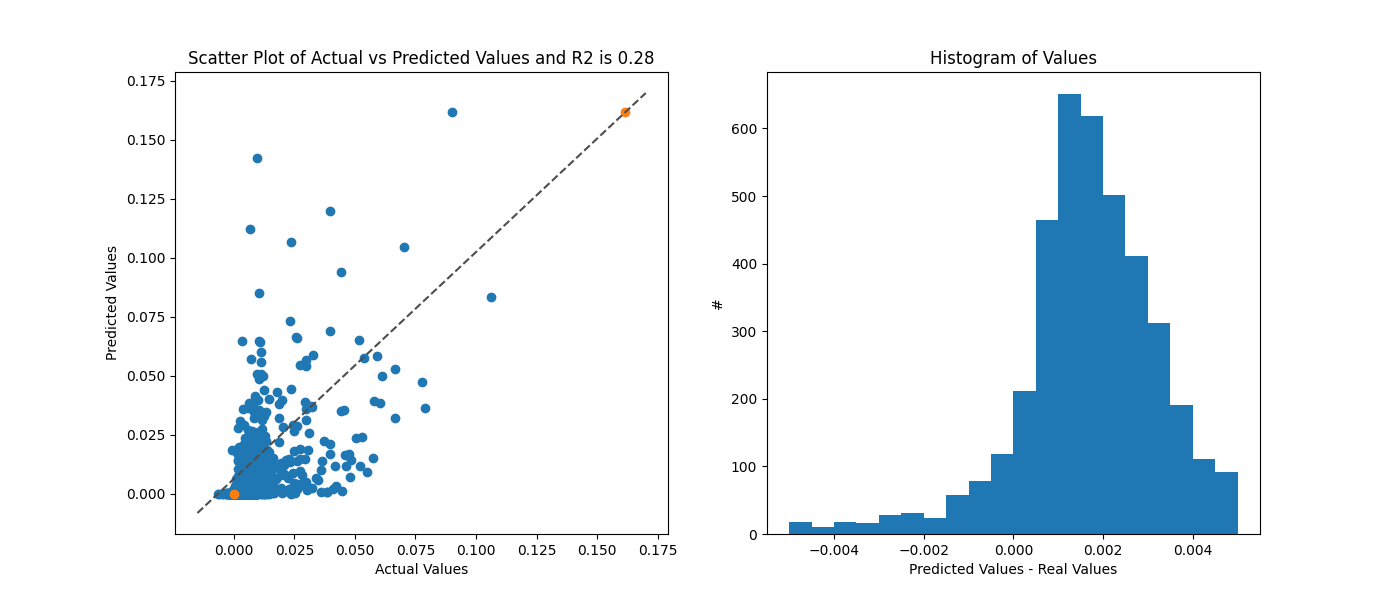 Scatter Plot of Actual vs Predicted Values and R2 is 0.28
0.175
0.150
0.125
0.100
0.075
0.050
0.025
0.000
Predicted Values
0.000 0.025 0.050 0.075 0.100 0.125 0.150 0.175
Actual Values
Histogram of Values
600
500
400
300
200
100
0
#
−0.004 −0.002 0.000 0.002 0.004
Predicted Values - Real Values